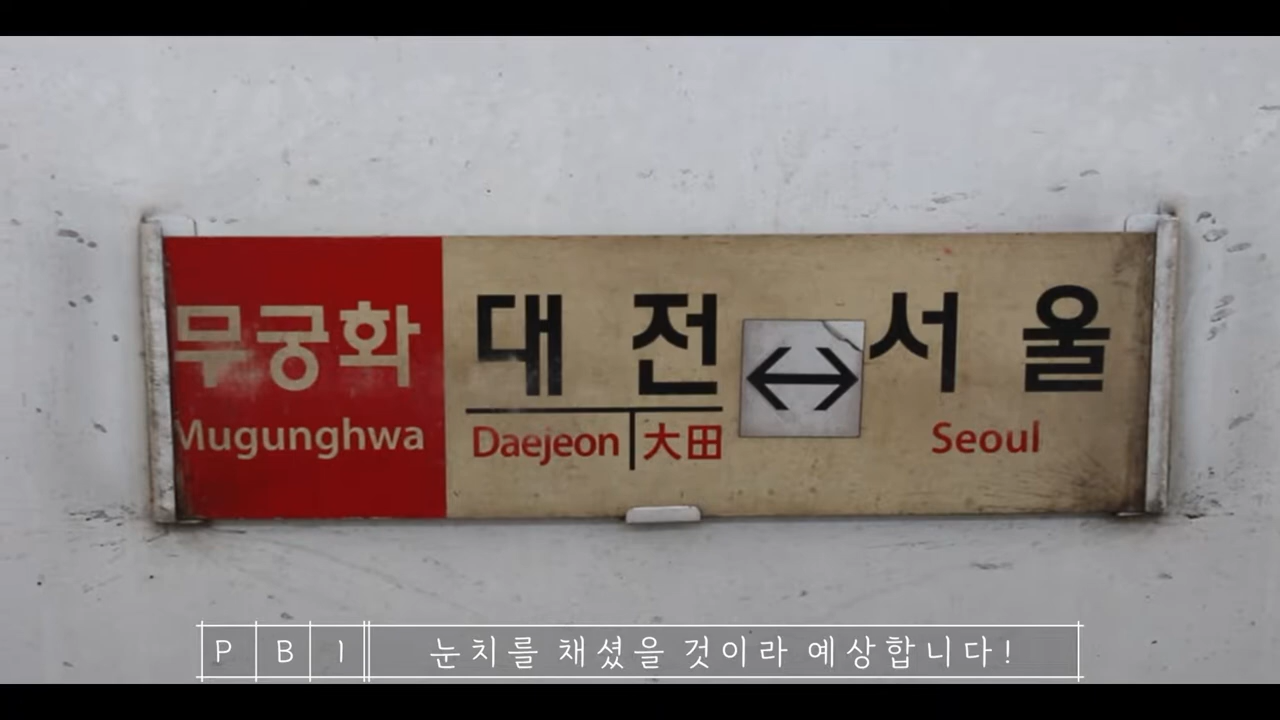 무궁화
Mugunghwa
대전 ↔ 서울
Daejeon 大田 Seoul
PBI 눈치를 채셨을 것이라 예상합니다!